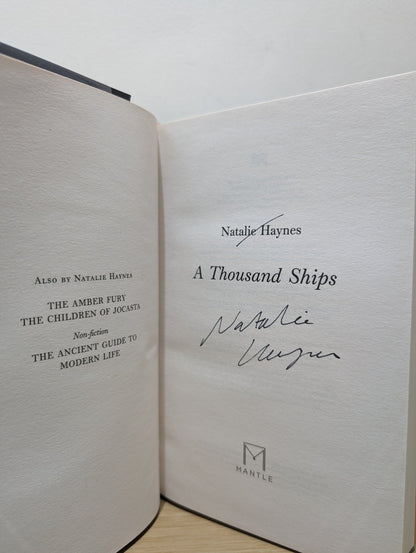 ALSO BY NATALIE HAYNES
THE AMBER FURY
THE CHILDREN OF JOCASTA
Non-fiction
THE ANCIENT GUIDE TO
MODERN LIFE
Natalie Haynes
A Thousand Ships
Natalie
Haynes
MANTLE